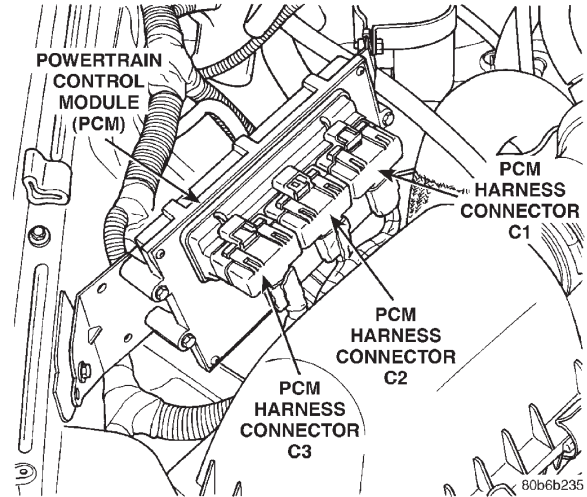 POWERTRAIN
CONTROL
MODULE
(PCM)
PCM
HARNESS
CONNECTOR
C1
PCM
HARNESS
CONNECTOR
C2
PCM
HARNESS
CONNECTOR
C3
80b6b235